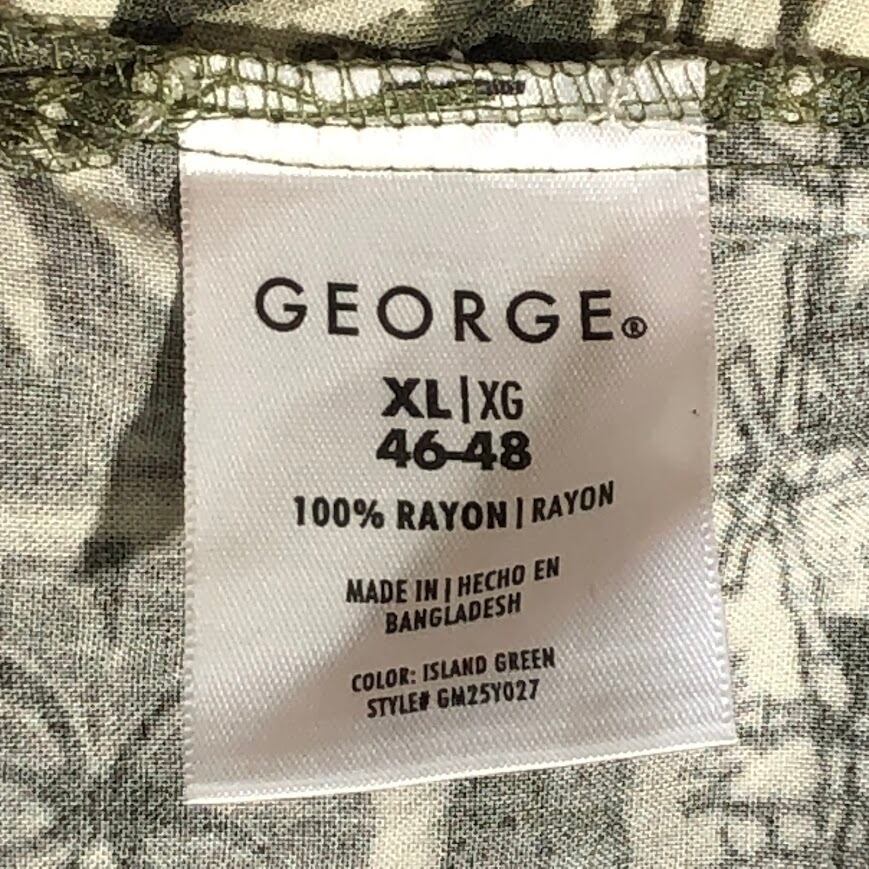 GEORGE®
XL|XG
46-48
100% RAYON | RAYON
MADE IN | HECHO EN
BANGLADESH
COLOR: ISLAND GREEN
STYLE# GM25Y027